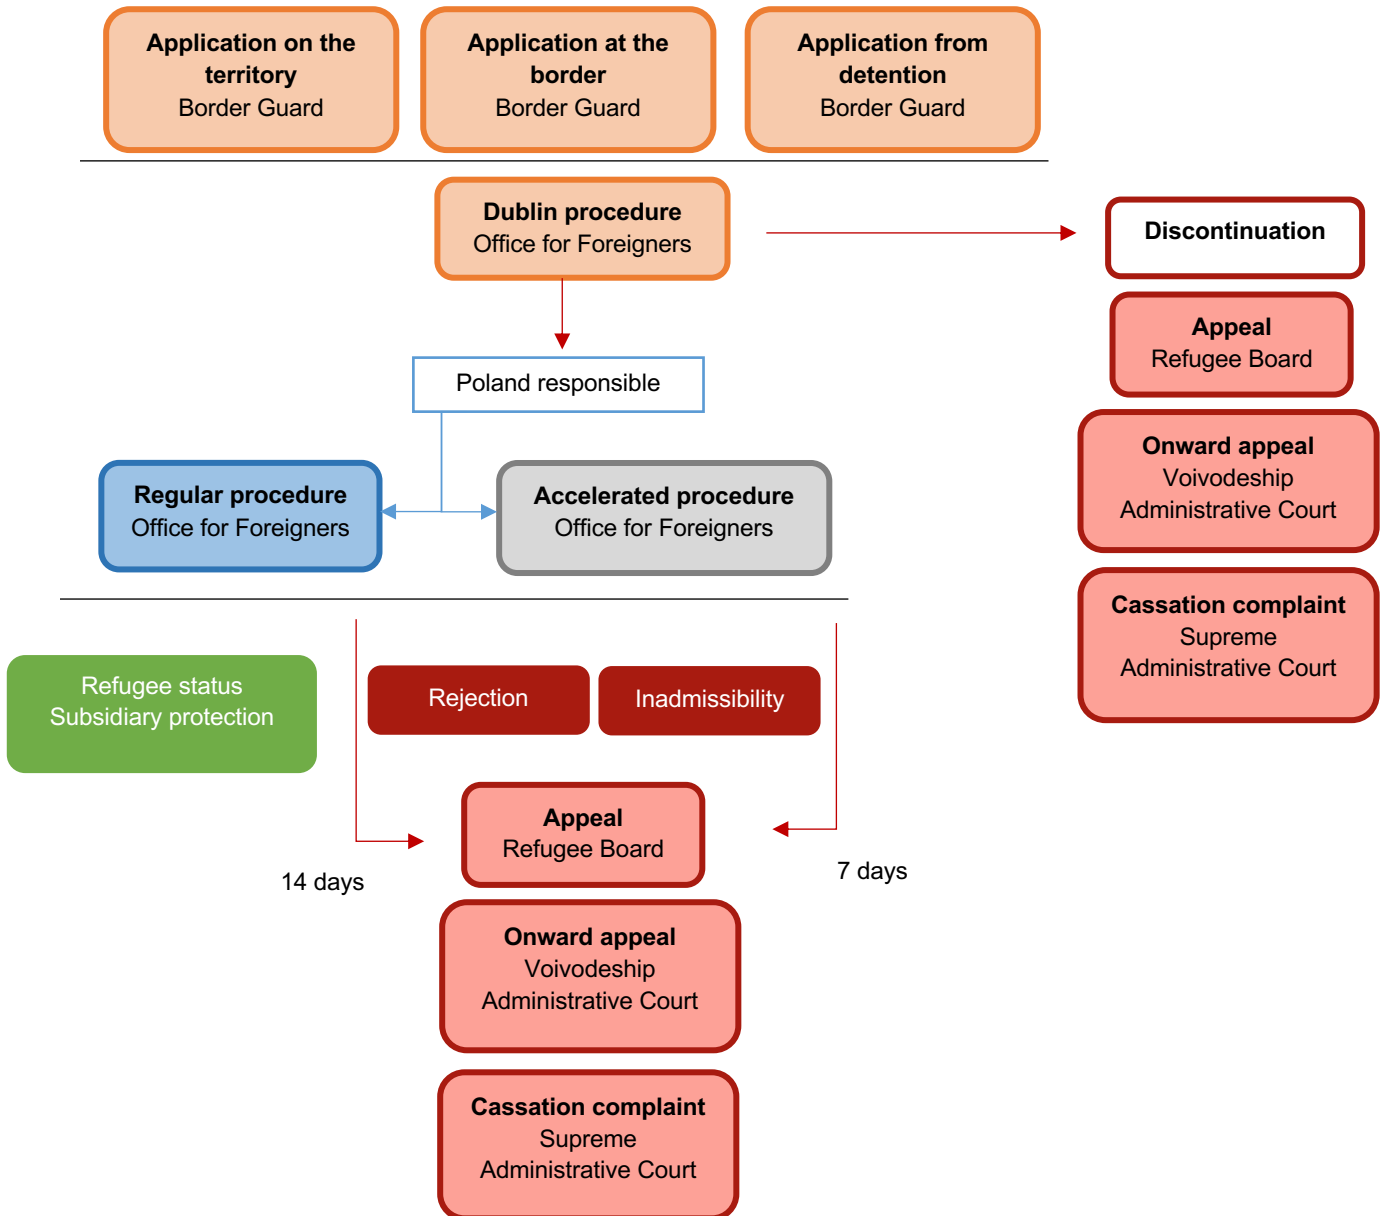 Application on the
territory
Border Guard
Application at the
border
Border Guard
Application from
detention
Border Guard
Dublin procedure
Office for Foreigners
Discontinuation
Appeal
Refugee Board
Poland responsible
Onward appeal
Voivodeship
Administrative Court
Regular procedure
Office for Foreigners
Accelerated procedure
Office for Foreigners
Cassation complaint
Supreme
Administrative Court
Refugee status
Subsidiary protection
Rejection
Inadmissibility
Appeal
Refugee Board
14 days
7 days
Onward appeal
Voivodeship
Administrative Court
Cassation complaint
Supreme
Administrative Court